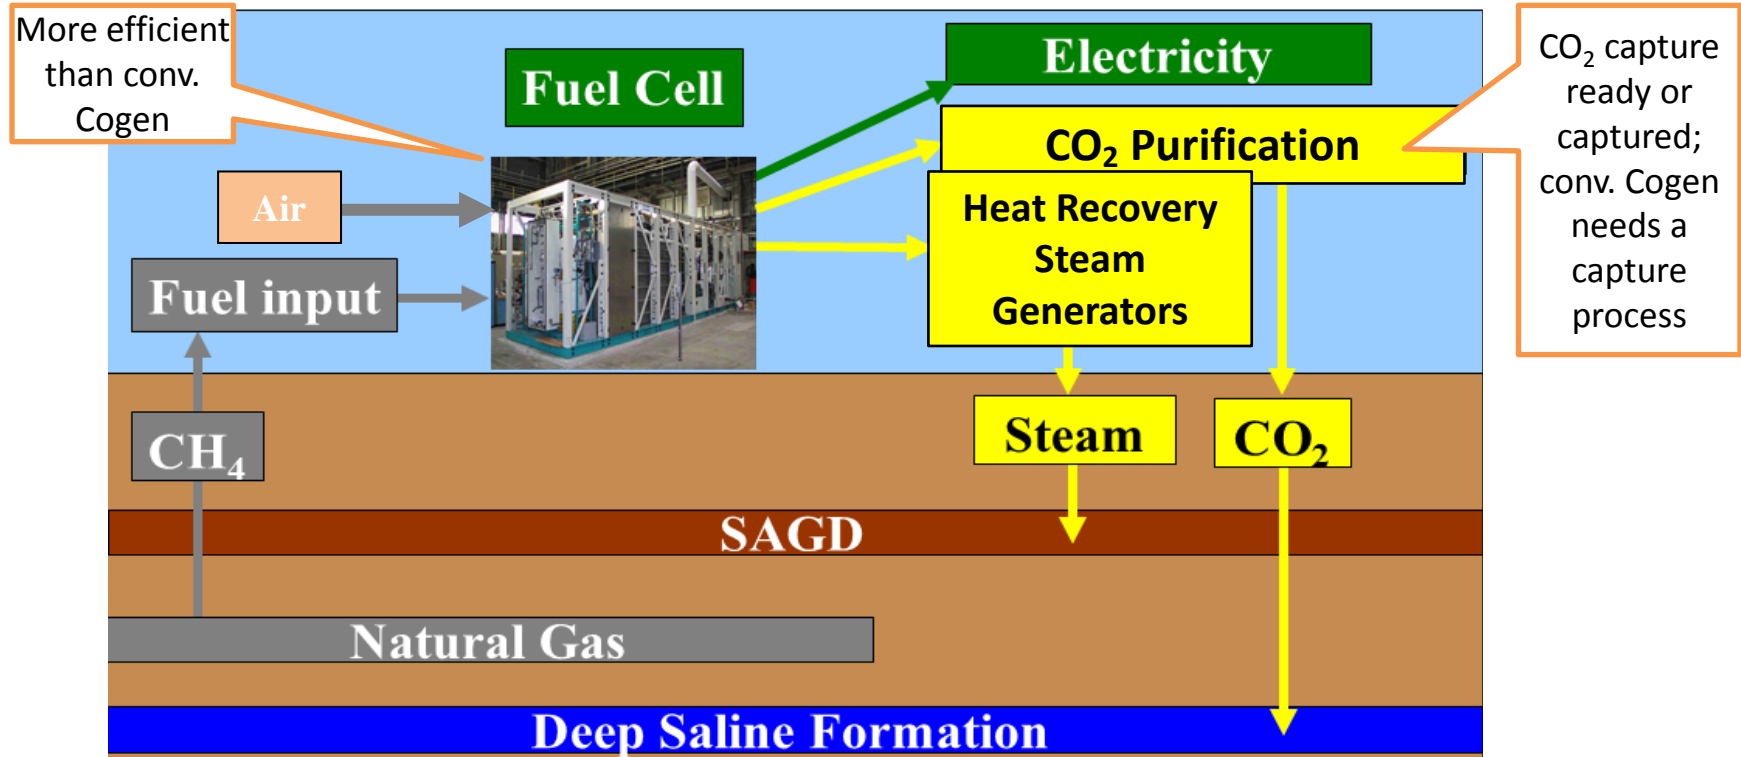 More efficient
than conv.
Cogen
Fuel Cell
Electricity
CO₂ capture
ready or
captured;
conv. Cogen
needs a
capture
process
CO₂ Purification
Air
Heat Recovery
Steam
Generators
Fuel input
CH₄
Steam
CO₂
SAGD
Natural Gas
Deep Saline Formation